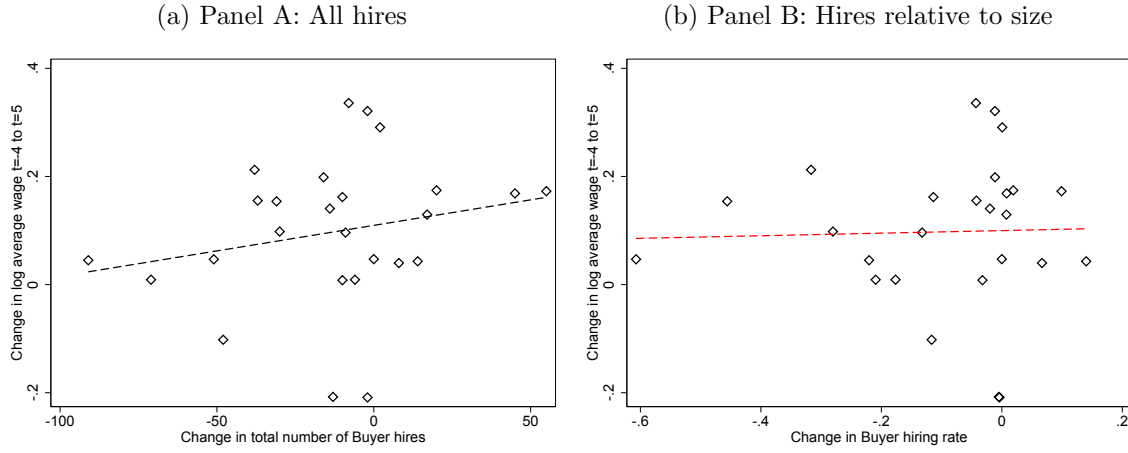 (a) Panel A: All hires
Change in log average wage t=-4 to t=5
.4
.2
0
-.2
-100
-50
0
50
Change in total number of Buyer hires
(b) Panel B: Hires relative to size
Change in log average wage t=-4 to t=5
.4
.2
0
-.2
-.6
-.4
-.2
0
.2
Change in Buyer hiring rate